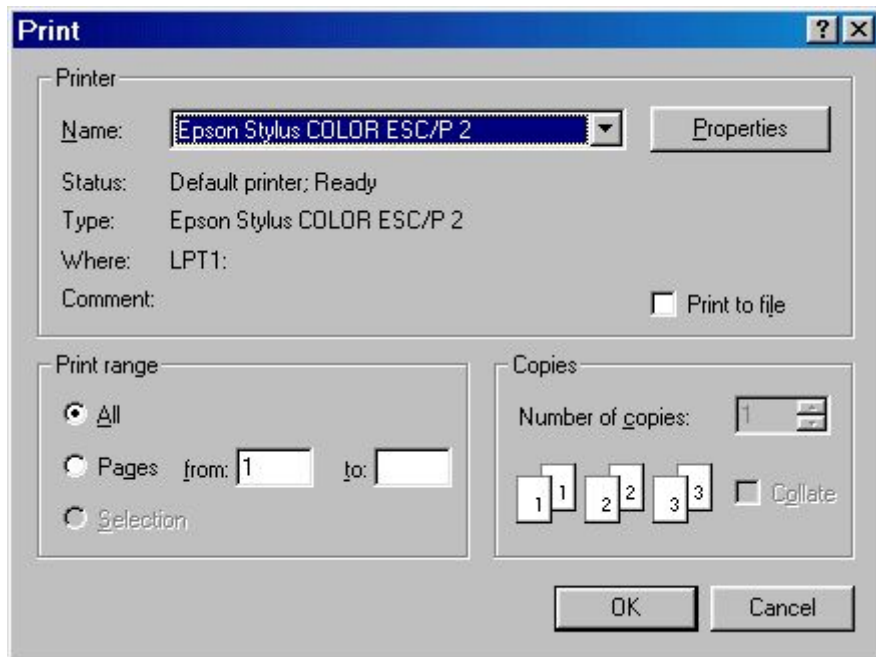 Print
Printer
Name: Epson Stylus COLOR ESC/P 2 Properties
Status: Default printer; Ready
Type: Epson Stylus COLOR ESC/P 2
Where: LPT1:
Comment: Print to file
Print range
All
Pages from: 1 to:
Selection
Copies
Number of copies: 1
1 1 2 2 3 3 Collate
OK Cancel